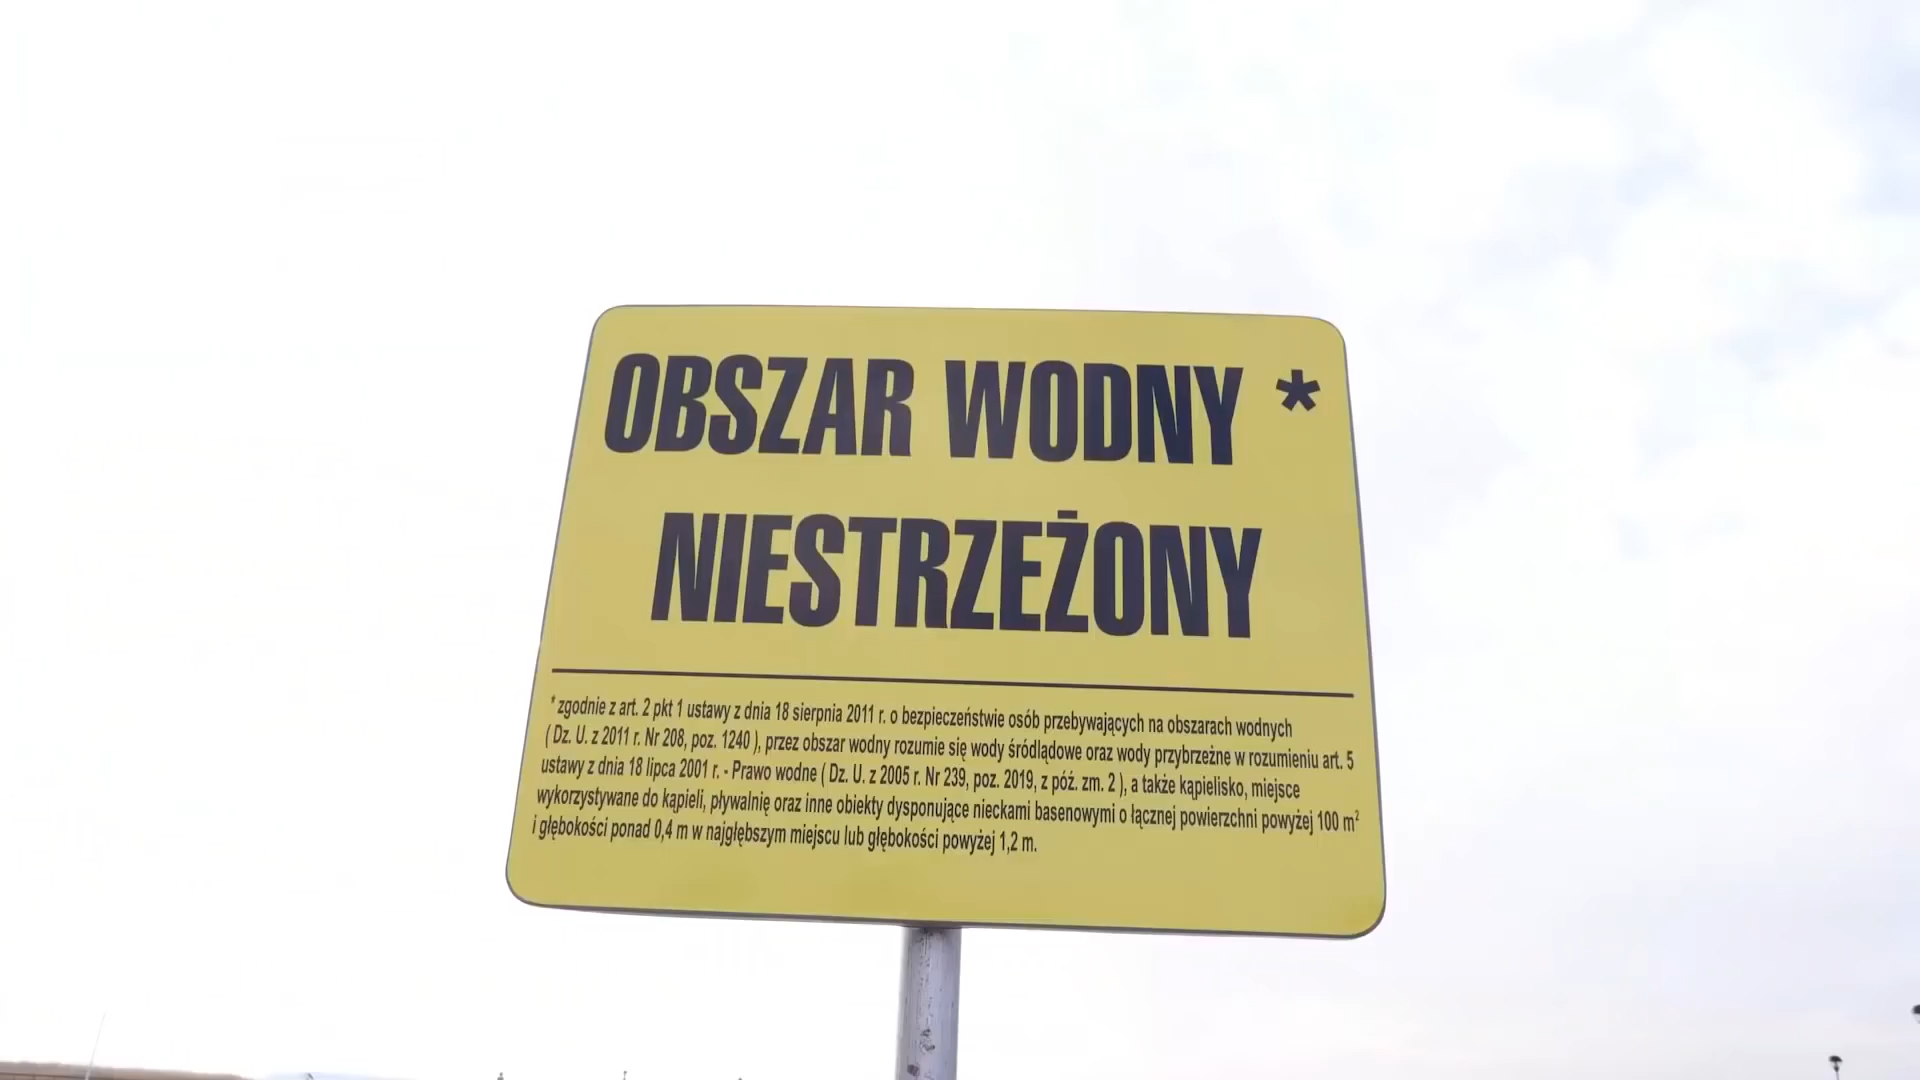 OBSZAR WODNY *
NIESTRZEŻONY
* zgodnie z art. 2 pkt 1 ustawy z dnia 18 sierpnia 2011 r. o bezpieczeństwie osób przebywających na obszarach wodnych
( Dz. U. z 2011 r. Nr 208, poz. 1240 ), przez obszar wodny rozumie się wody śródlądowe oraz wody przybrzeżne w rozumieniu art. 5
ustawy z dnia 18 lipca 2001 r. - Prawo wodne ( Dz. U. z 2005 r. Nr 239, poz. 2019, z póź. zm. 2 ), a także kąpielisko, miejsce
wykorzystywane do kąpieli, pływalnię oraz inne obiekty dysponujące nieckami basenowymi o łącznej powierzchni powyżej 100 m²
i głębokości ponad 0,4 m w najgłębszym miejscu lub głębokości powyżej 1,2 m.